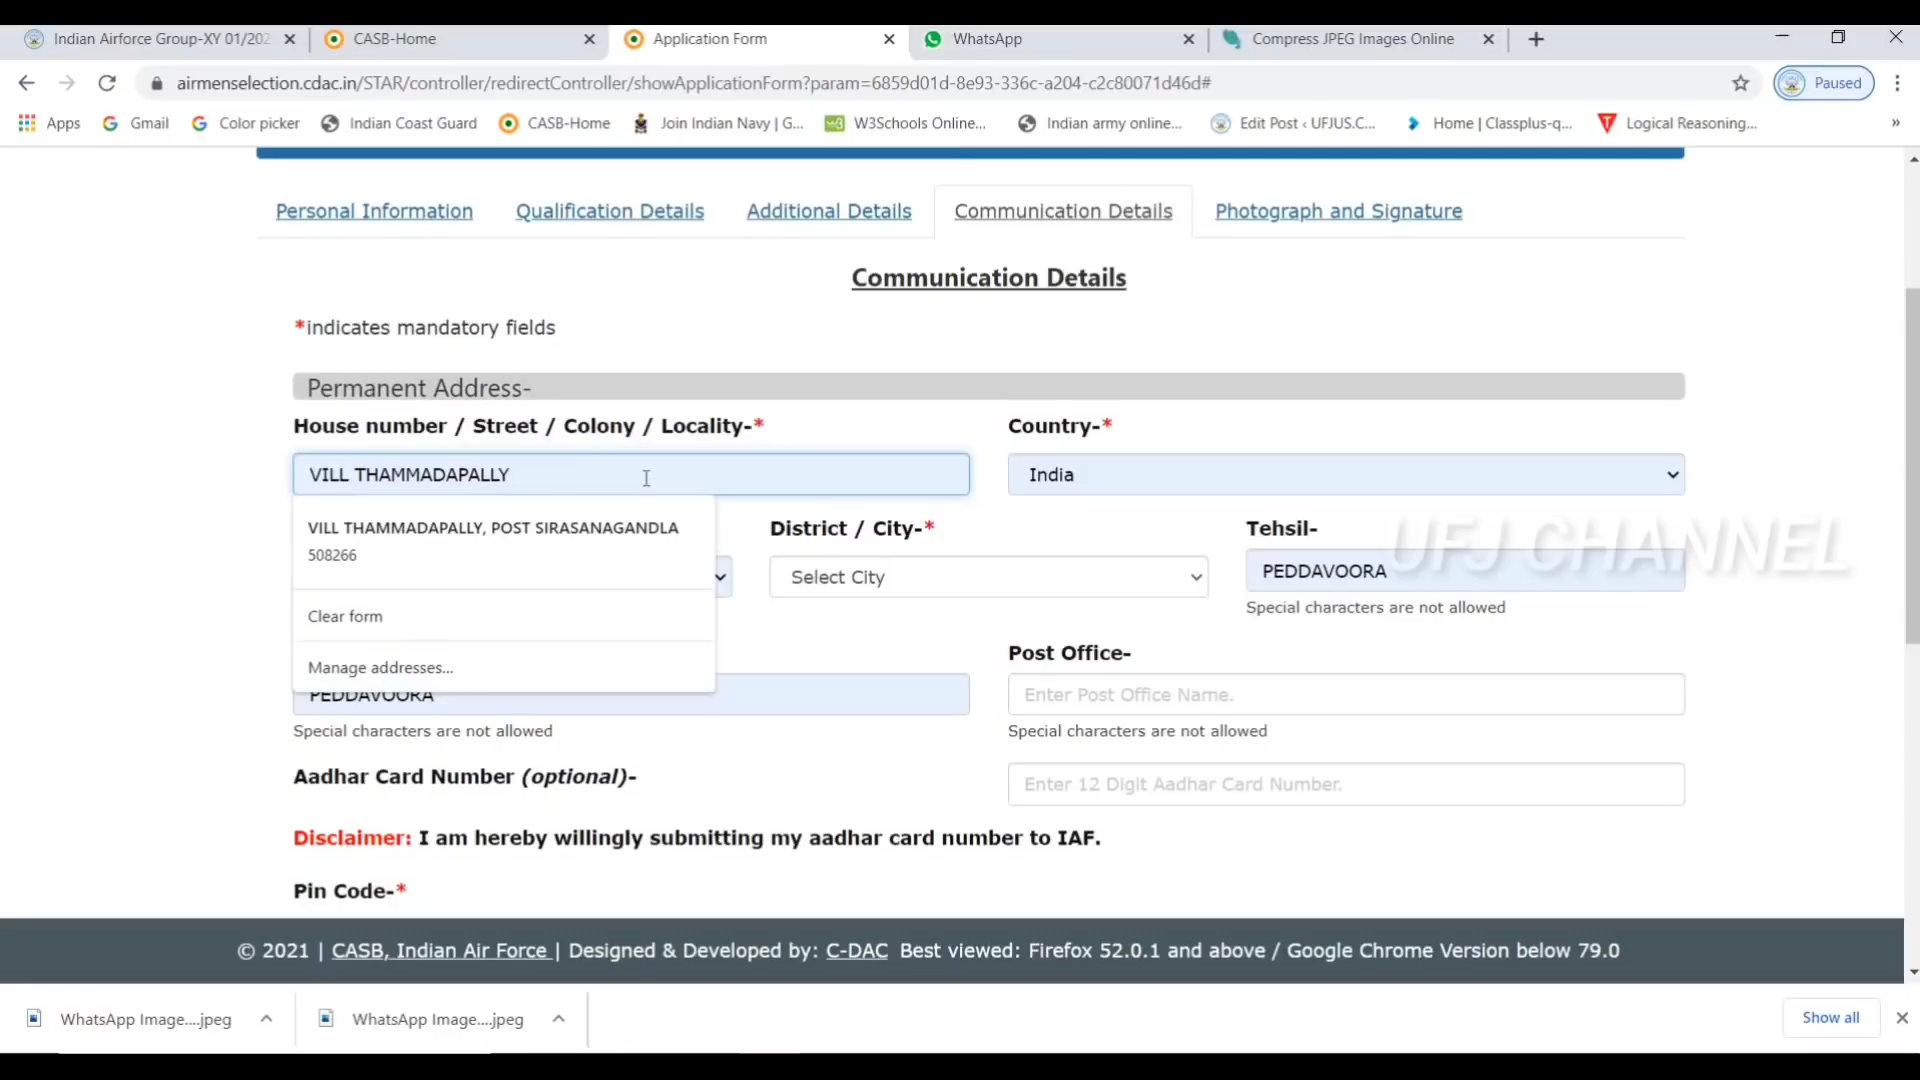 Indian Airforce Group-XY 01/202
CASB-Home
Application Form
WhatsApp
Compress JPEG Images Online
airmenselection.cdac.in/STAR/controller/redirectController/showApplicationForm?param=6859d01d-8e93-336c-a204-c2c80071d46d#
Paused
Apps
Gmail
Color picker
Indian Coast Guard
CASB-Home
Join Indian Navy | G...
W3Schools Online...
Indian army online...
Edit Post ‹ UFJUS.C...
Home | Classplus-q...
Logical Reasoning...
»
Personal Information
Qualification Details
Additional Details
Communication Details
Photograph and Signature
Communication Details
*indicates mandatory fields
Permanent Address-
House number / Street / Colony / Locality-*
Country-*
VILL THAMMADAPALLY
India
VILL THAMMADAPALLY, POST SIRASANAGANDLA
508266
Clear form
Manage addresses...
District / City-*
Select City
Tehsil-
PEDDAVOORA
Special characters are not allowed
UFJ CHANNEL
PEDDAVOORA
Special characters are not allowed
Post Office-
Enter Post Office Name.
Special characters are not allowed
Aadhar Card Number (optional)-
Enter 12 Digit Aadhar Card Number.
Disclaimer: I am hereby willingly submitting my aadhar card number to IAF.
Pin Code-*
© 2021 | CASB, Indian Air Force | Designed & Developed by: C-DAC Best viewed: Firefox 52.0.1 and above / Google Chrome Version below 79.0
WhatsApp Image....jpeg
WhatsApp Image....jpeg
Show all